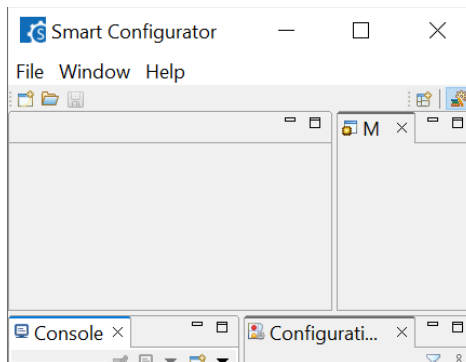 Smart Configurator
File Window Help
M
Console
Configurati...